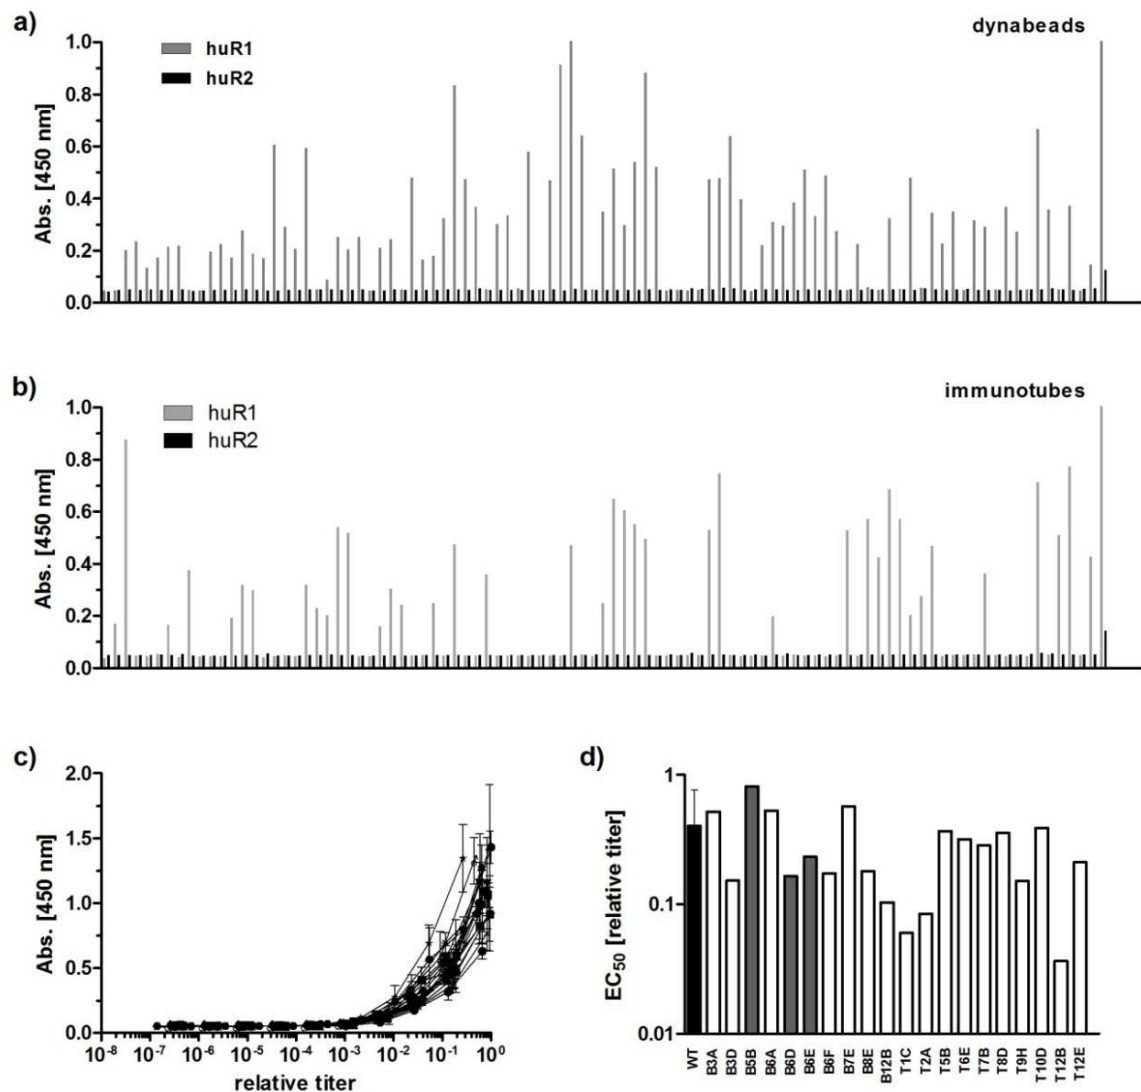 a)
dynabeads
huR1
huR2
Abs. [450 nm]
1.0
0.8
0.6
0.4
0.2
0.0
b)
immunotubes
huR1
huR2
Abs. [450 nm]
1.0
0.8
0.6
0.4
0.2
0.0
c)
Abs. [450 nm]
2.0
1.5
1.0
0.5
0.0
10⁻⁸ 10⁻⁷ 10⁻⁶ 10⁻⁵ 10⁻⁴ 10⁻³ 10⁻² 10⁻¹ 10⁰
relative titer
d)
EC₅₀ [relative titer]
1
0.1
0.01
WT B3A B3D B5B B6A B6D B6E B6F B7E B8E B12B T1C T2A T5B T6E T7B T8D T9H T10D T12B T12E